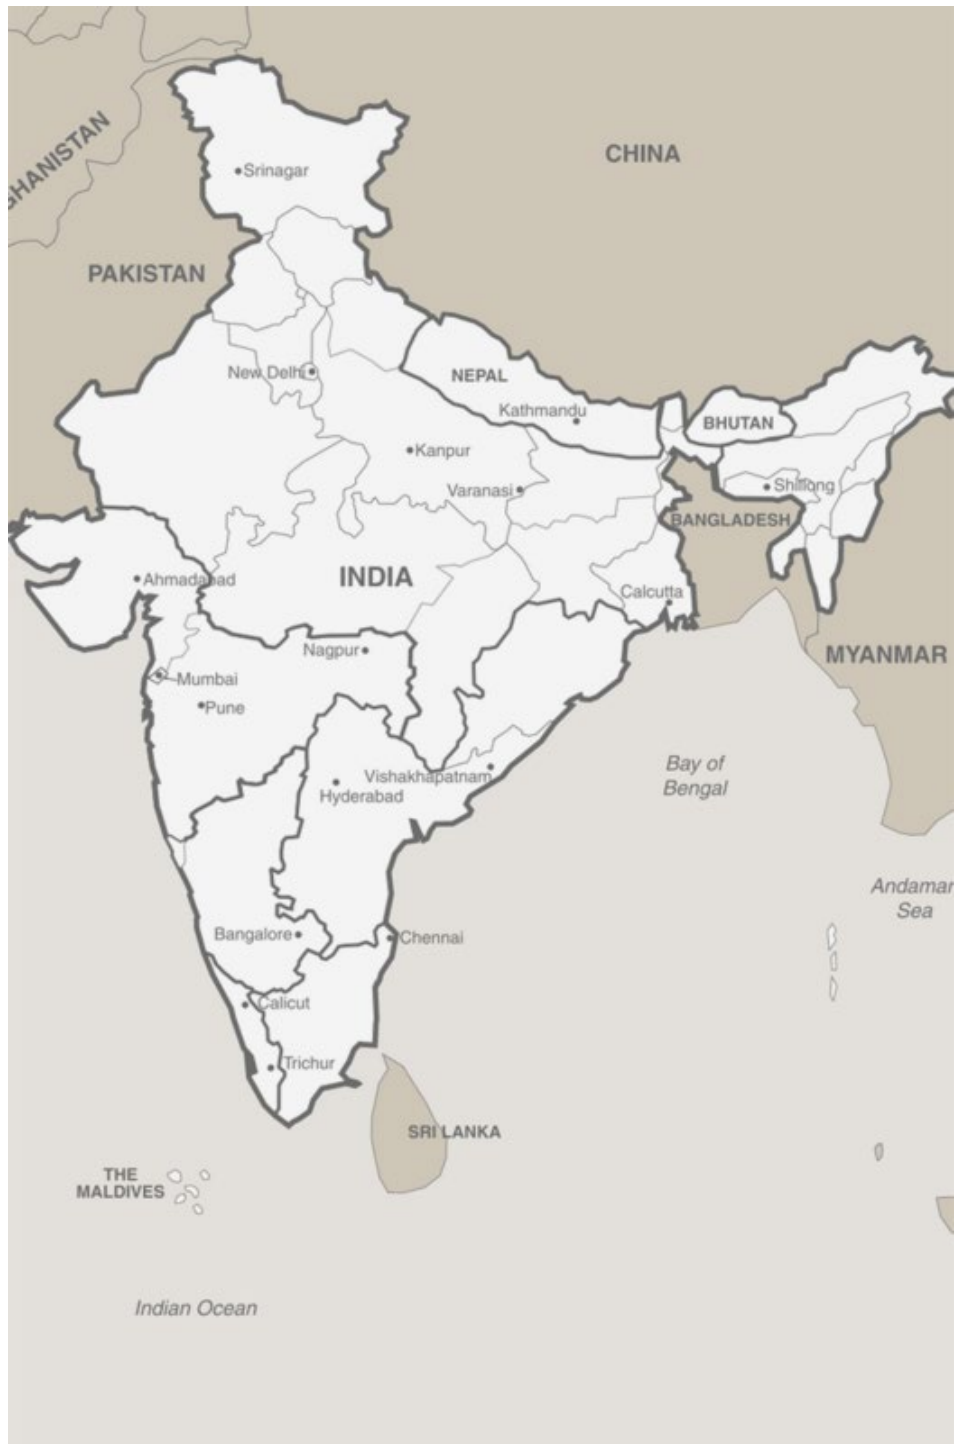 CHINA
GHANISTAN
Srinagar
PAKISTAN
New Delhi
NEPAL
Kathmandu
BHUTAN
Kanpur
Varanasi
Shillong
BANGLADESH
INDIA
Ahmadabad
Calcutta
Nagpur
MYANMAR
Mumbai
Pune
Bay of
Bengal
Vishakhapatnam
Hyderabad
Andaman
Sea
Bangalore
Chennai
Calicut
Trichur
SRI LANKA
THE
MALDIVES
Indian Ocean